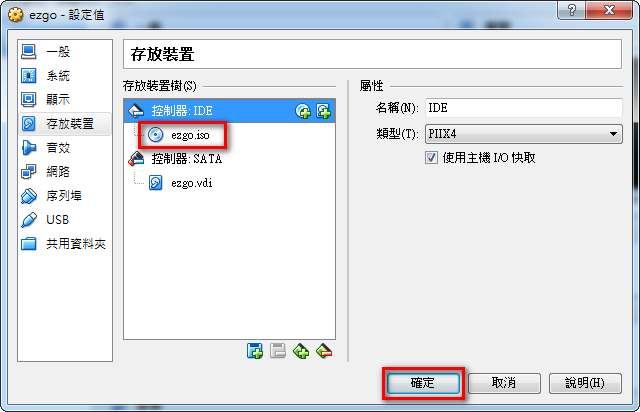 ezgo - 設定值
一般
系統
顯示
存放裝置
音效
網路
序列埠
USB
共用資料夾
存放裝置
存放裝置樹(S)
控制器: IDE
ezgo.iso
控制器: SATA
ezgo.vdi
屬性
名稱(N): IDE
類型(T): PIIX4
使用主機 I/O 快取
確定 取消 說明(H)